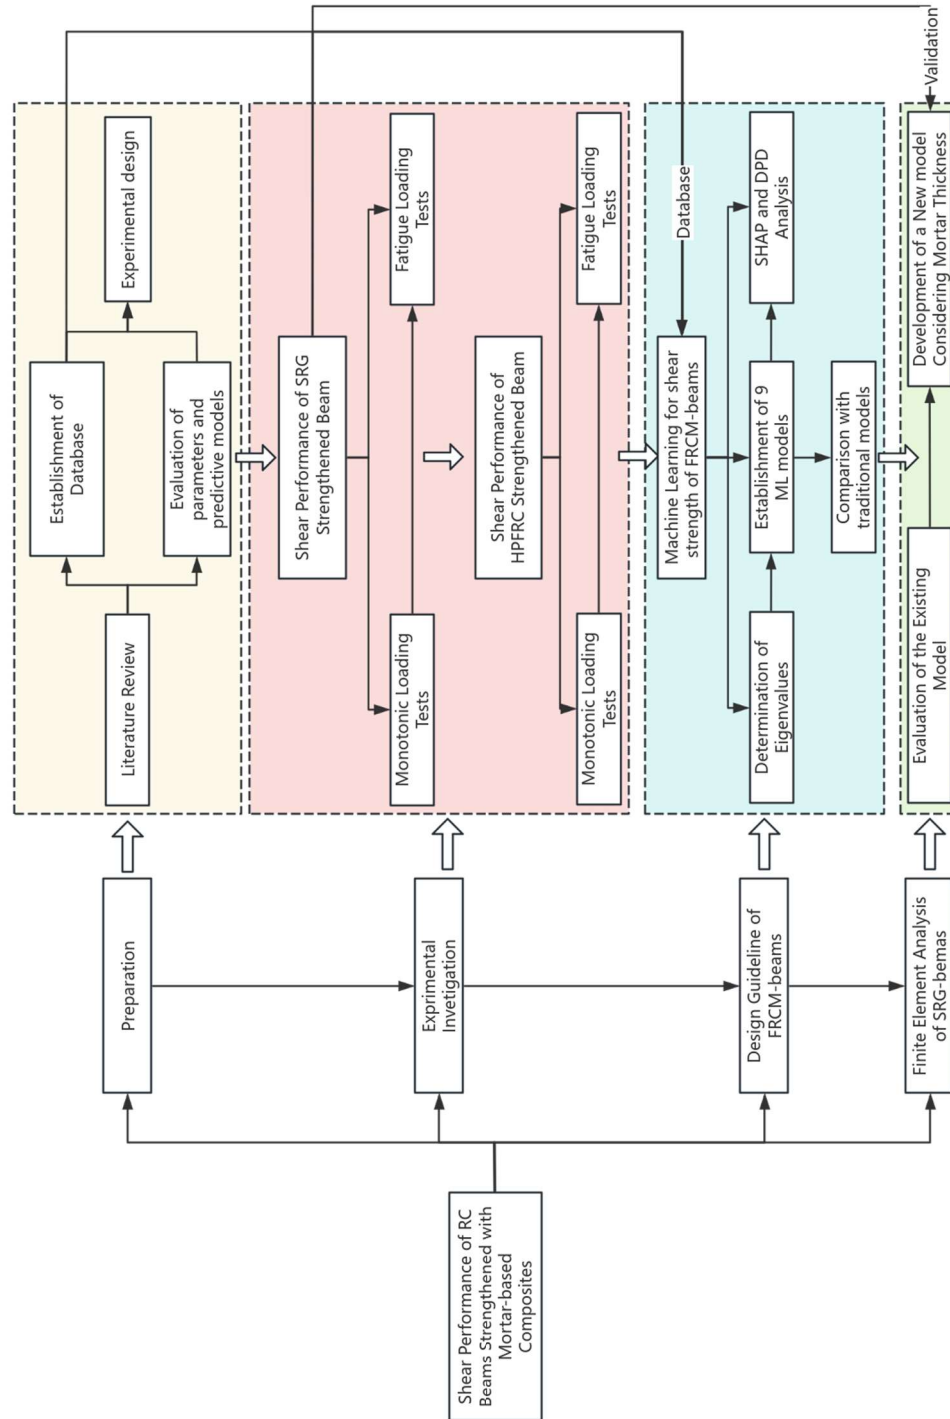 Shear Performance of RC
Beams Strengthened with
Mortar-based
Composites
Preparation
Exprimental
Invetigation
Design Guideline of
FRCM-beams
Finite Element Analysis
of SRG-bemas
Literature Review
Establishment of
Database
Evaluation of
parameters and
predictive models
Experimental design
Shear Performance of SRG
Strengthened Beam
Monotonic Loading
Tests
Fatigue Loading
Tests
Shear Performance of
HPFRC Strengthened Beam
Monotonic Loading
Tests
Fatigue Loading
Tests
Database
Machine Learning for shear
strength of FRCM-beams
Determination of
Eigenvalues
Establishment of 9
ML models
SHAP and DPD
Analysis
Comparison with
traditional models
Evaluation of the Existing
Model
Development of a New model
Considering Mortar Thickness
Validation